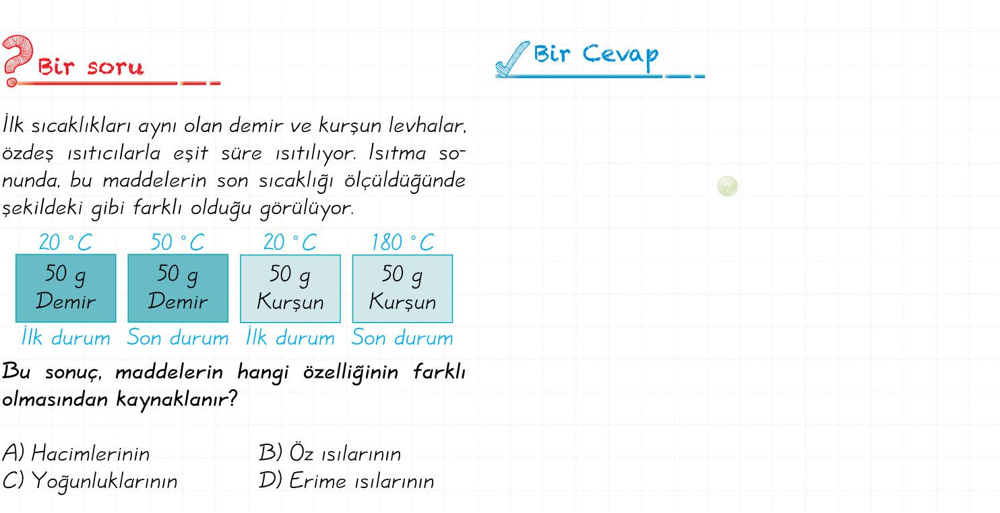 Bir soru
İlk sıcaklıkları aynı olan demir ve kurşun levhalar,
özdeş ısıtıcılarla eşit süre ısıtılıyor. Isıtma so-
nunda, bu maddelerin son sıcaklığı ölçüldüğünde
şekildeki gibi farklı olduğu görülüyor.
20 °C 50 °C 20 °C 180 °C
50 g 50 g 50 g 50 g
Demir Demir Kurşun Kurşun
İlk durum Son durum İlk durum Son durum
Bu sonuç, maddelerin hangi özelliğinin farklı
olmasından kaynaklanır?
A) Hacimlerinin B) Öz ısılarının
C) Yoğunluklarının D) Erime ısılarının
Bir Cevap
?